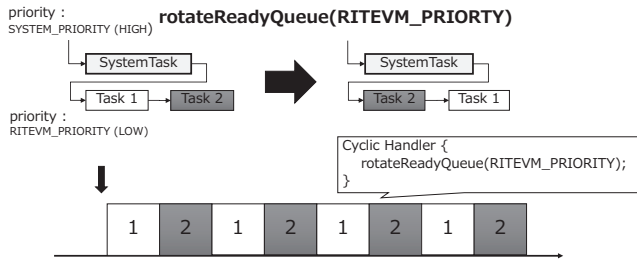 priority :
SYSTEM_PRIORITY (HIGH)
rotateReadyQueue(RITEVM_PRIORTY)
SystemTask
SystemTask
Task 1
Task 2
Task 2
Task 1
priority :
RITEVM_PRIORITY (LOW)
Cyclic Handler {
rotateReadyQueue(RITEVM_PRIORITY);
}
1 2 1 2 1 2 1 2